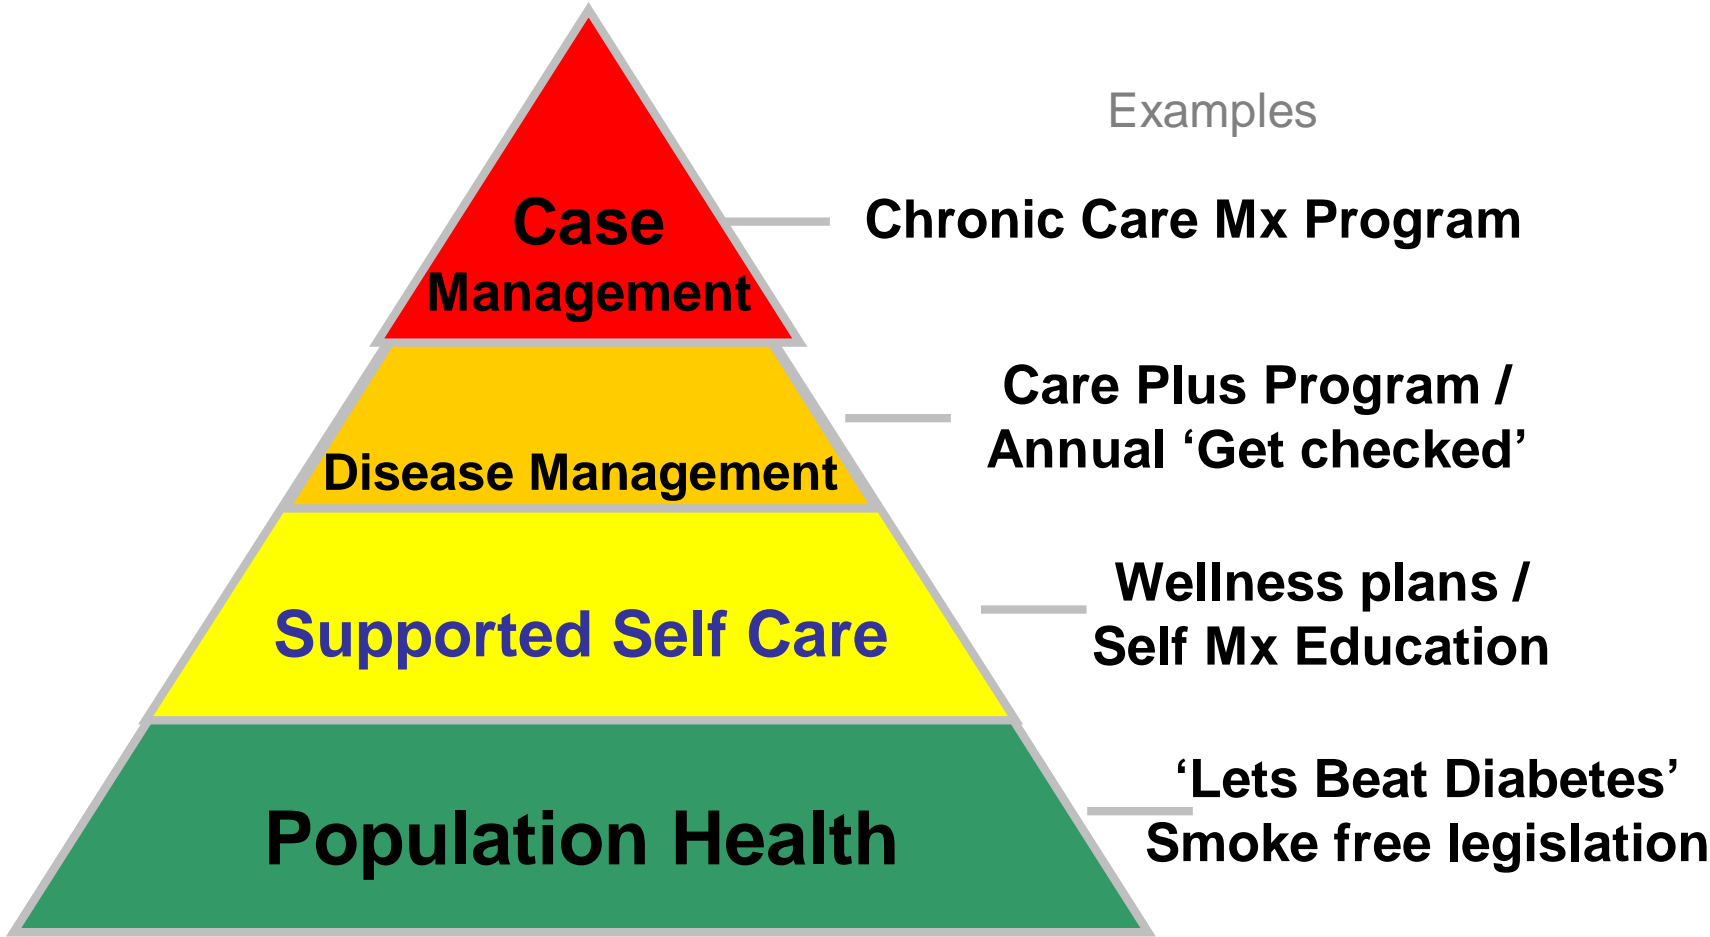 Examples
Case
Management
Chronic Care Mx Program
Disease Management
Care Plus Program /
Annual ‘Get checked’
Supported Self Care
Wellness plans /
Self Mx Education
Population Health
‘Lets Beat Diabetes’
Smoke free legislation